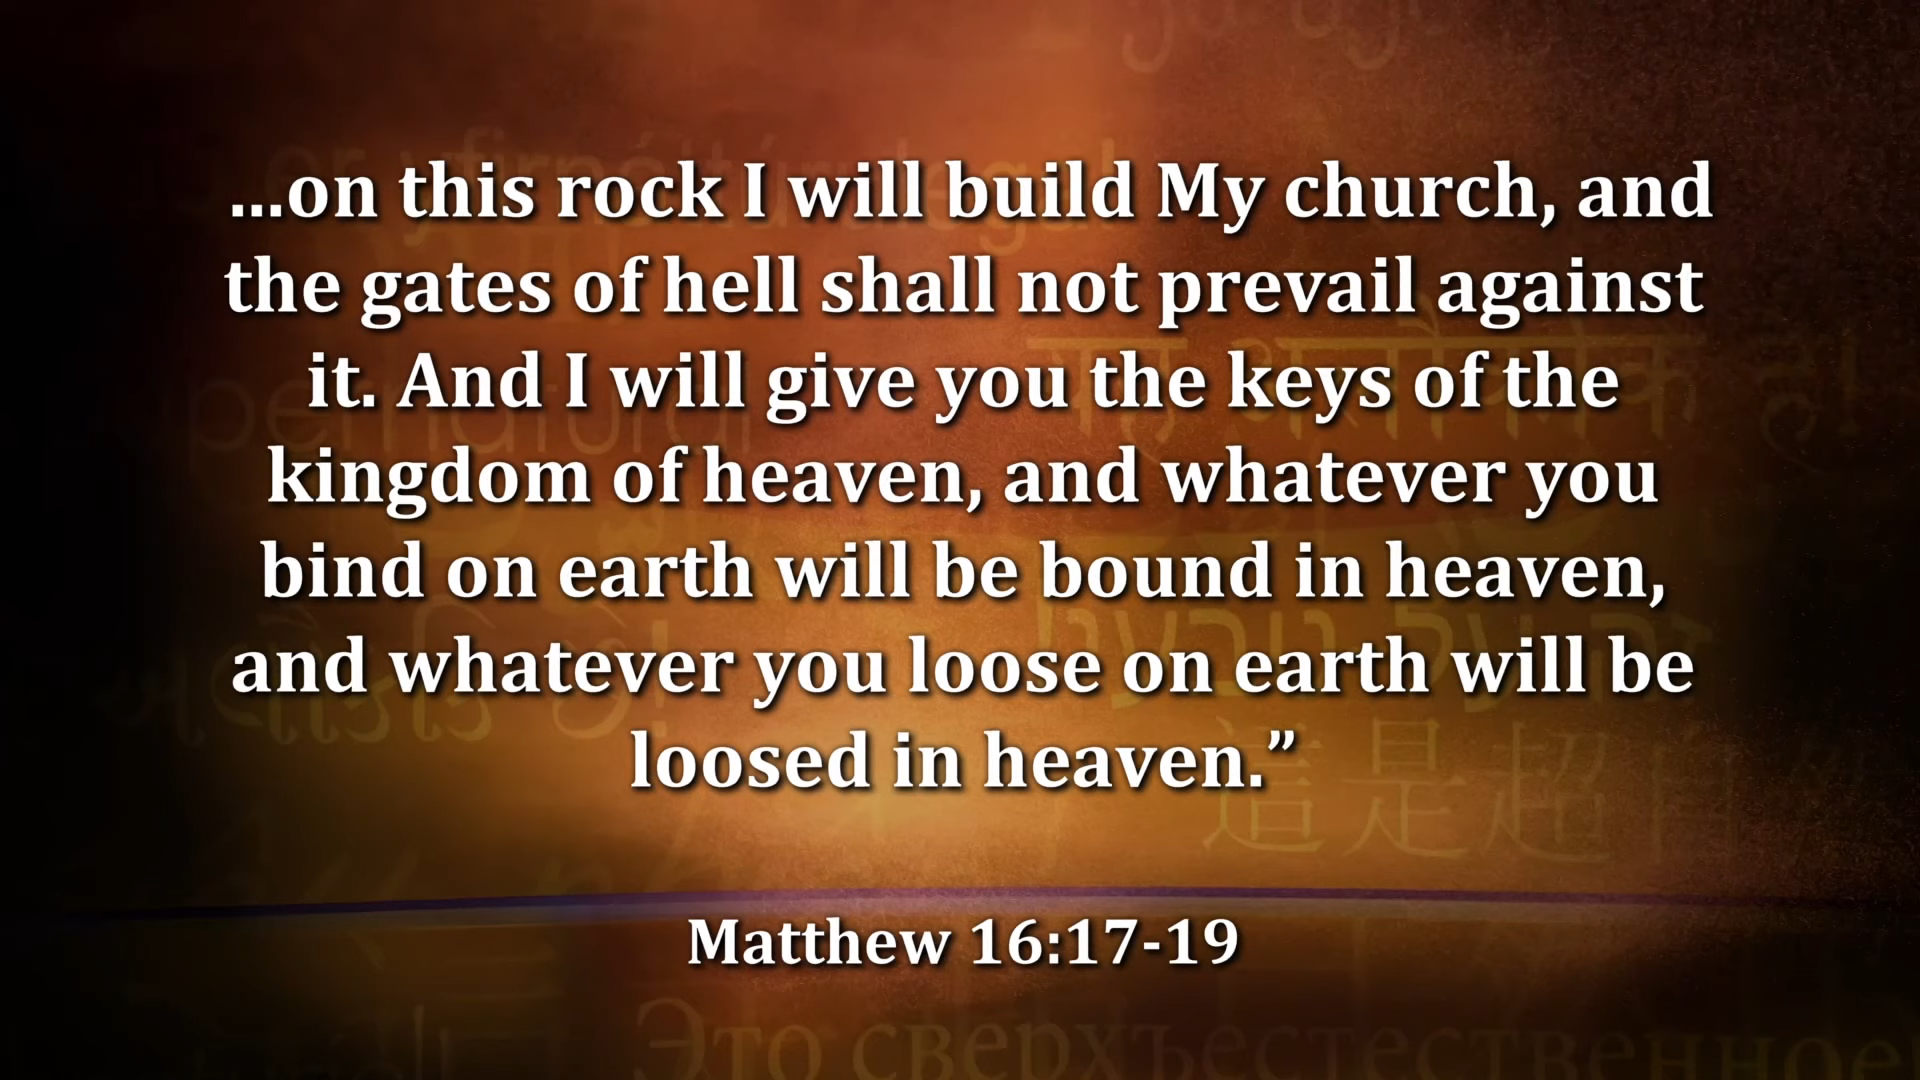 ...on this rock I will build My church, and
the gates of hell shall not prevail against
it. And I will give you the keys of the
kingdom of heaven, and whatever you
bind on earth will be bound in heaven,
and whatever you loose on earth will be
loosed in heaven.”
Matthew 16:17-19
Это сверхъестественное